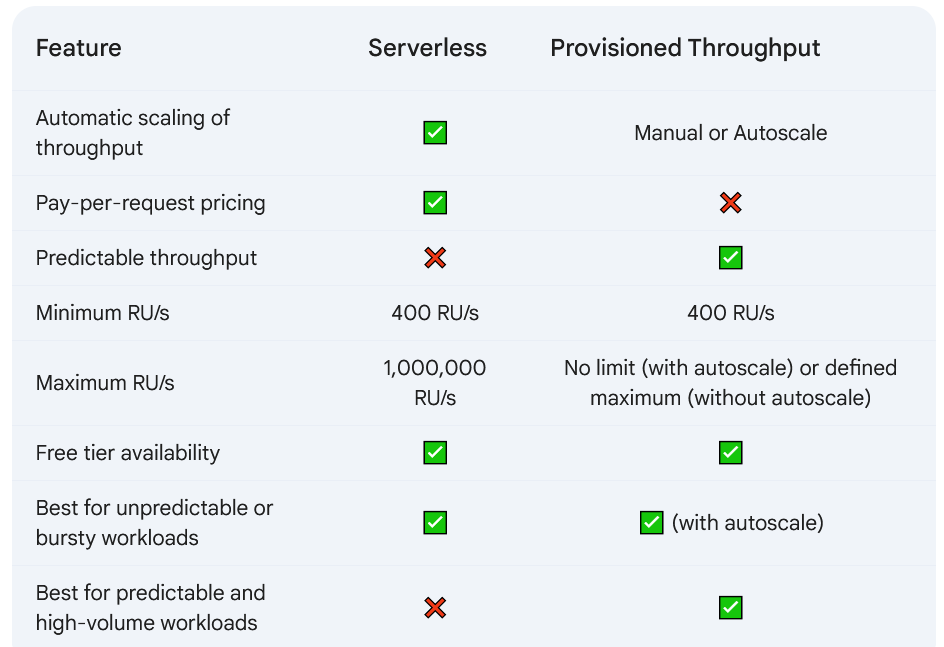 Feature Serverless Provisioned Throughput
Automatic scaling of
throughput
✅ Manual or Autoscale
Pay-per-request pricing ✅ ❌
Predictable throughput ❌ ✅
Minimum RU/s 400 RU/s 400 RU/s
Maximum RU/s
1,000,000
RU/s
No limit (with autoscale) or defined
maximum (without autoscale)
Free tier availability ✅ ✅
Best for unpredictable or
bursty workloads
✅ ✅ (with autoscale)
Best for predictable and
high-volume workloads
❌ ✅